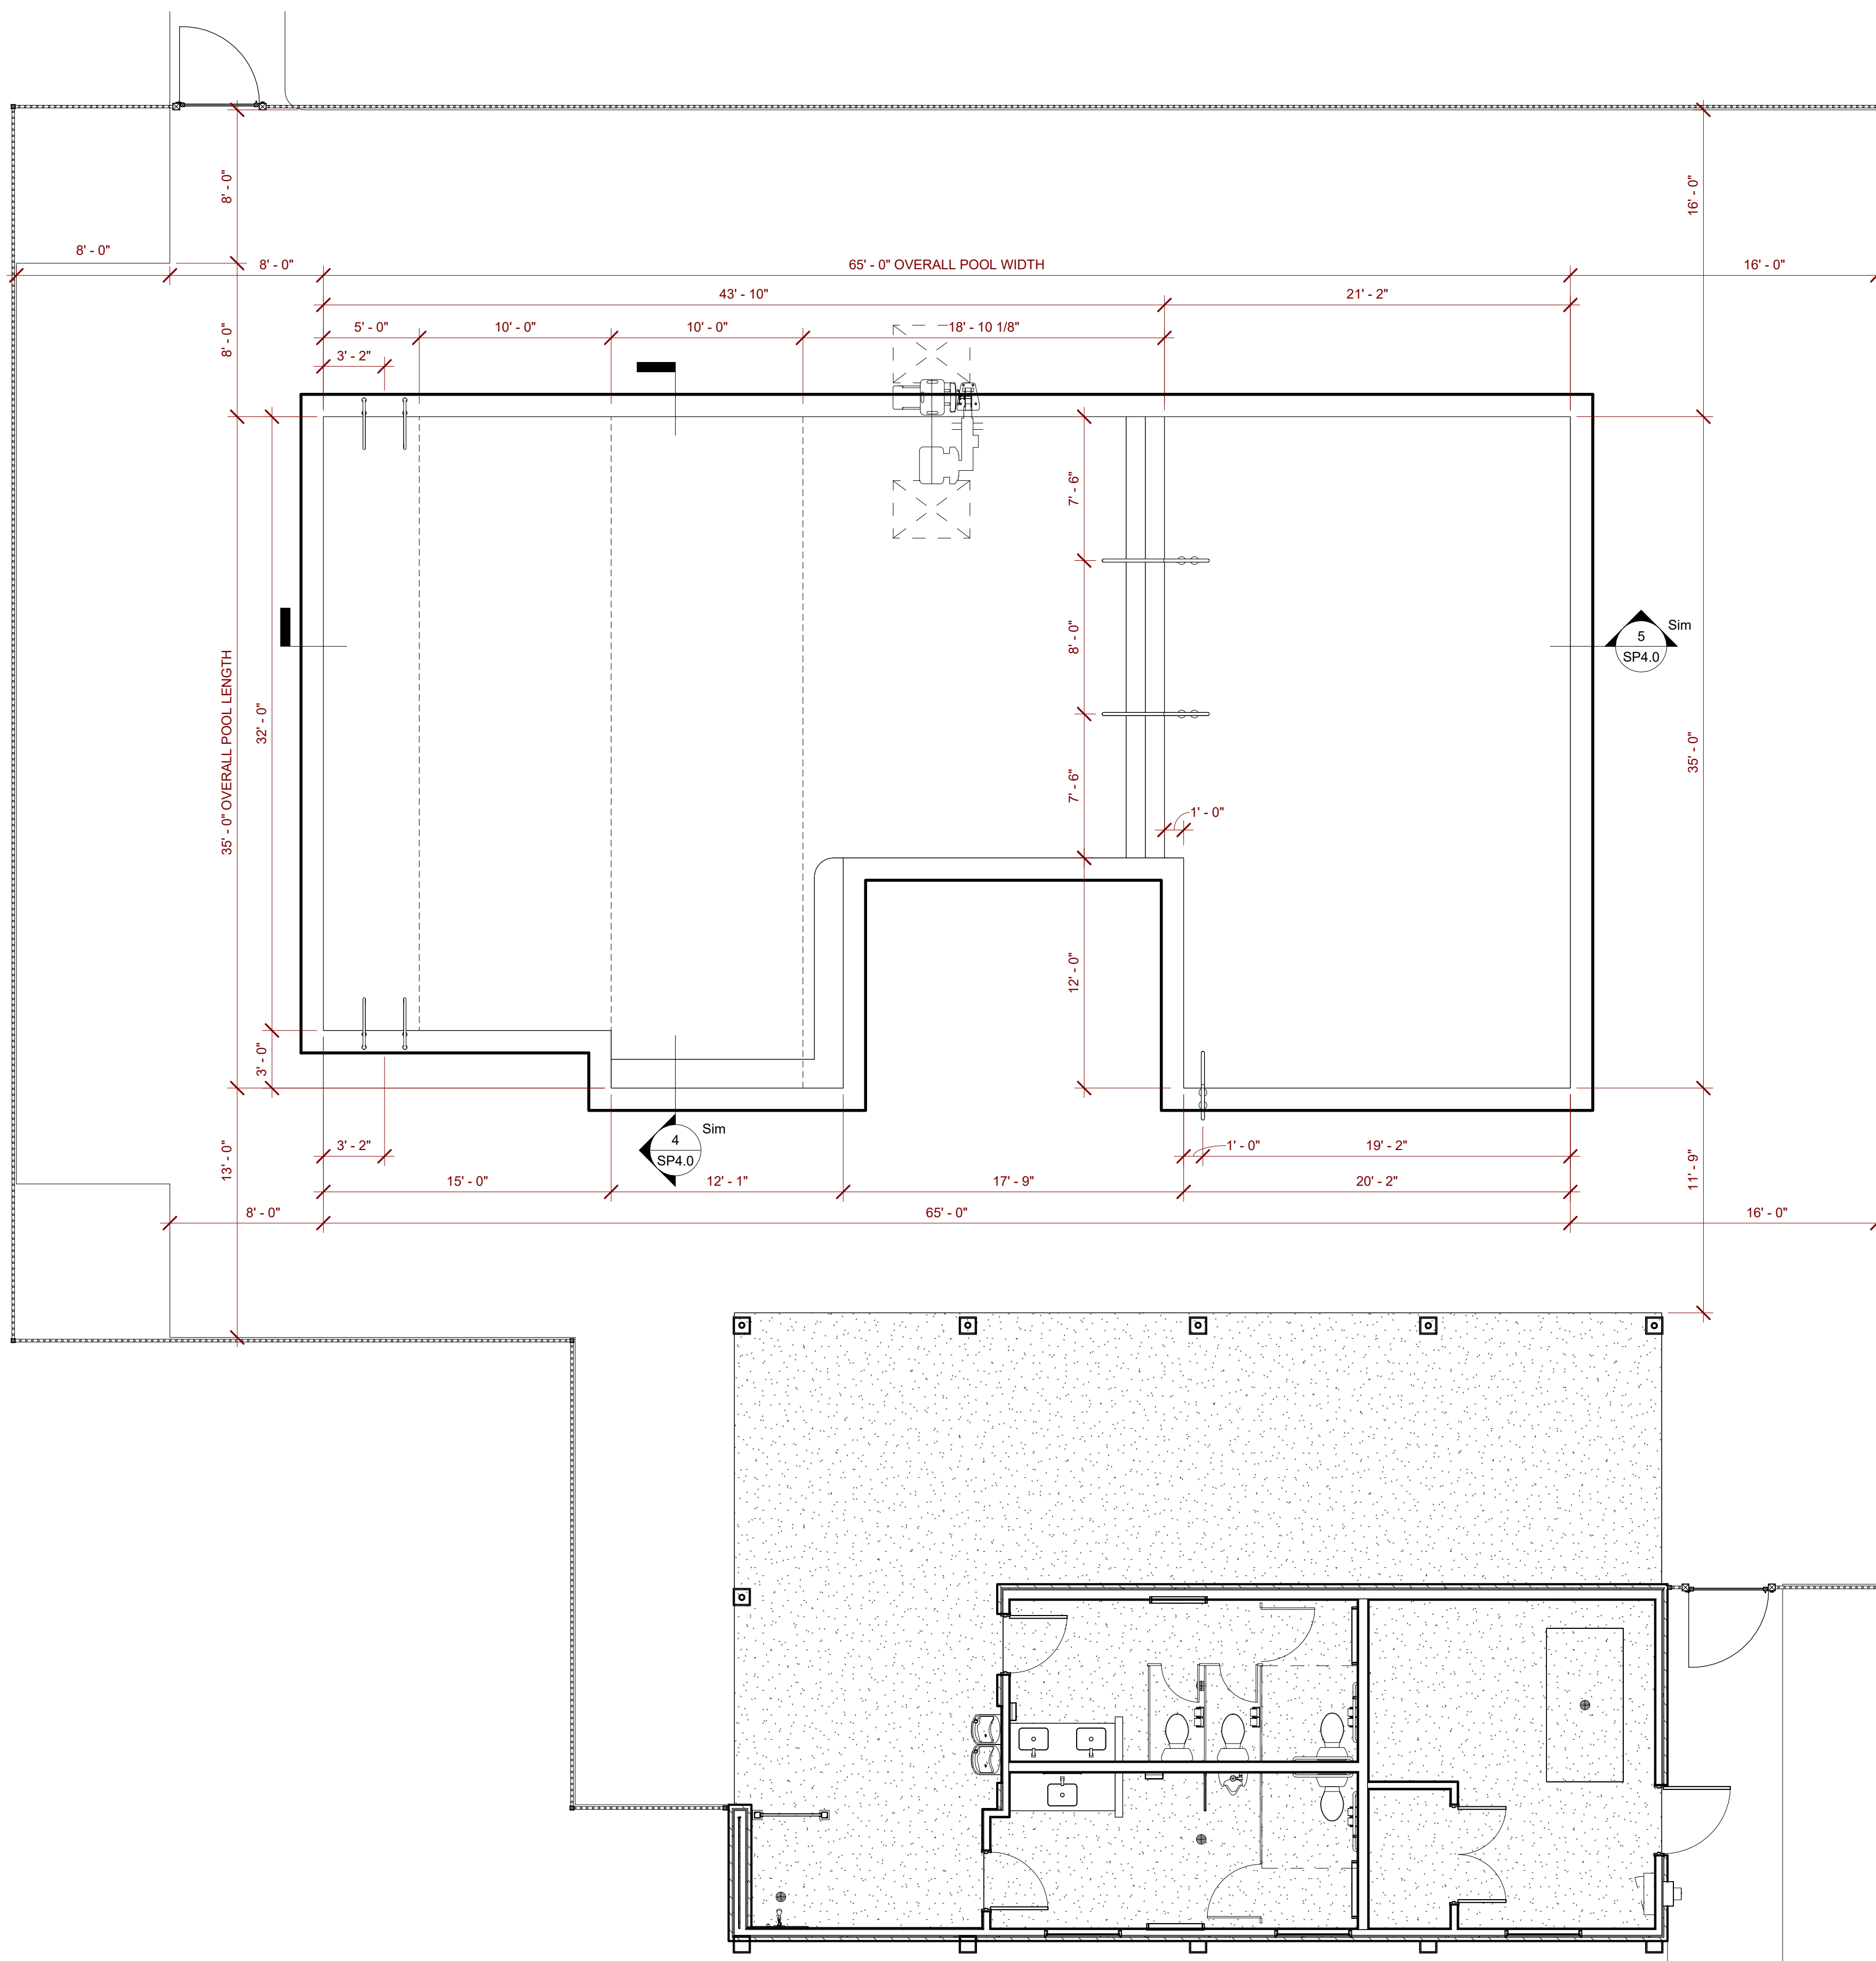 8' - 0"
16' - 0"
8' - 0"
8' - 0"
65' - 0" OVERALL POOL WIDTH
16' - 0"
43' - 10"
21' - 2"
5' - 0"
10' - 0"
10' - 0"
18' - 10 1/8"
8' - 0"
3' - 2"
7' - 6"
8' - 0"
5
SP4.0
Sim
35' - 0" OVERALL POOL LENGTH
32' - 0"
35' - 0"
7' - 6"
1' - 0"
12' - 0"
3' - 0"
4
SP4.0
Sim
13' - 0"
3' - 2"
1' - 0"
19' - 2"
11' - 9"
15' - 0"
12' - 1"
17' - 9"
20' - 2"
8' - 0"
65' - 0"
16' - 0"